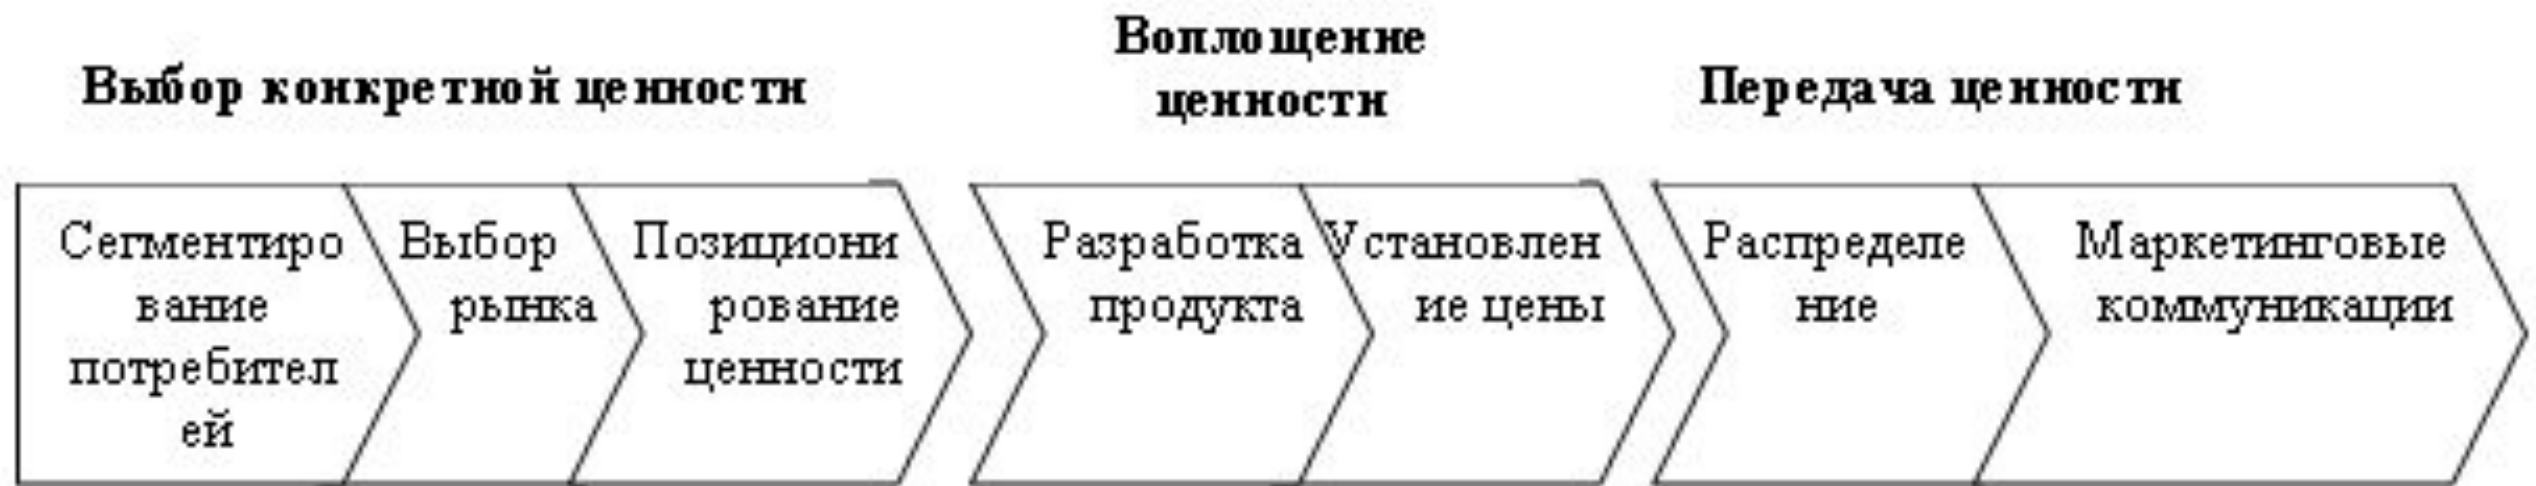 Выбор конкретной ценности
Воплощение
ценности
Передача ценности
Сегментиро
вание
потребител
ей
Выбор
рынка
Позициони
рование
ценности
Разработка
продукта
Установлен
ие цены
Распределе
ние
Маркетинговые
коммуникации